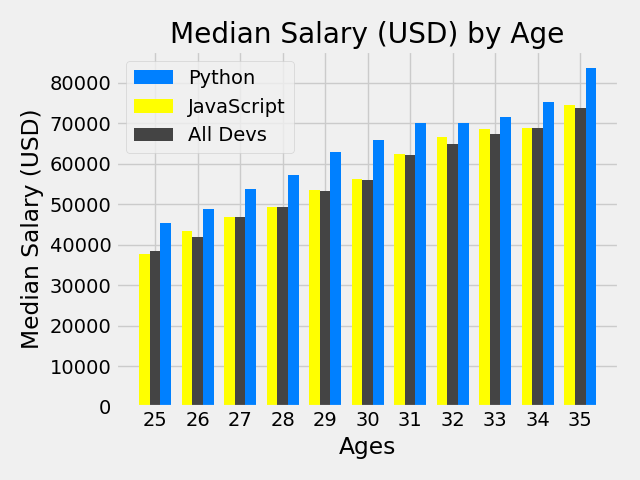 Median Salary (USD) by Age
Python
JavaScript
All Devs
80000
70000
60000
50000
40000
30000
20000
10000
0
Median Salary (USD)
25 26 27 28 29 30 31 32 33 34 35
Ages